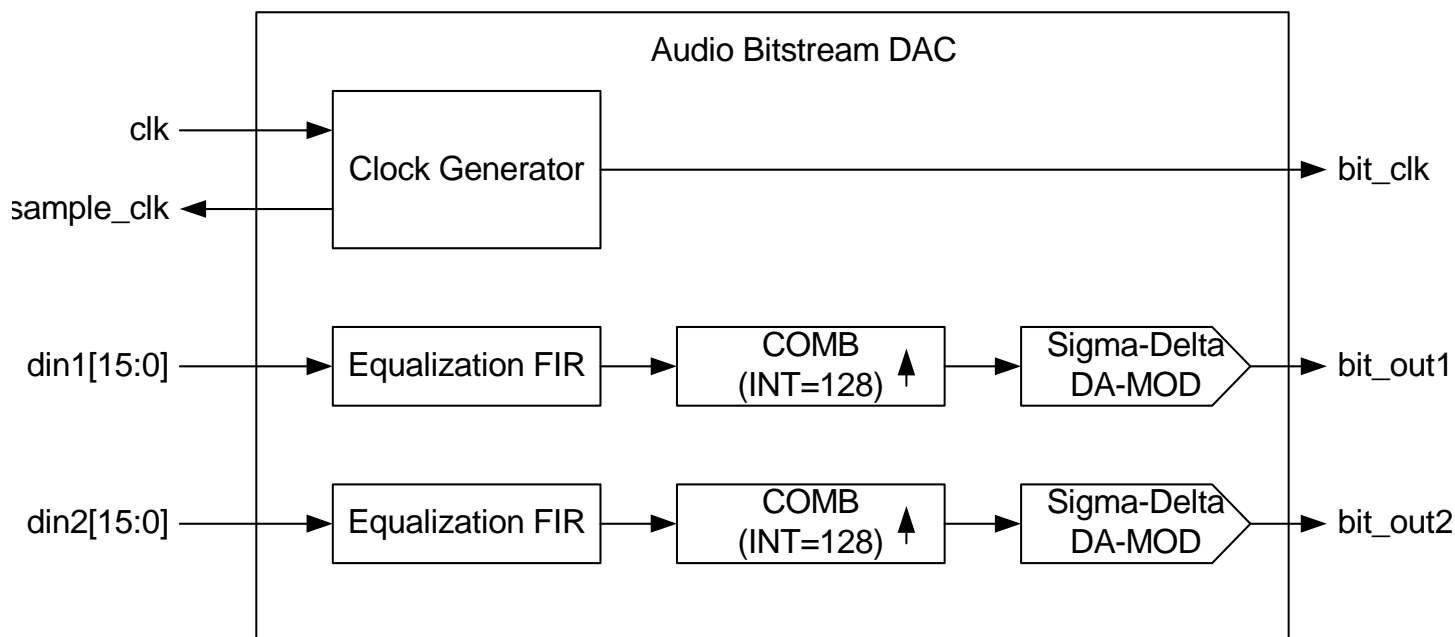 Audio Bitstream DAC
clk
Clock Generator
bit_clk
sample_clk
din1[15:0]
Equalization FIR
COMB
(INT=128)
Sigma-Delta
DA-MOD
bit_out1
din2[15:0]
Equalization FIR
COMB
(INT=128)
Sigma-Delta
DA-MOD
bit_out2